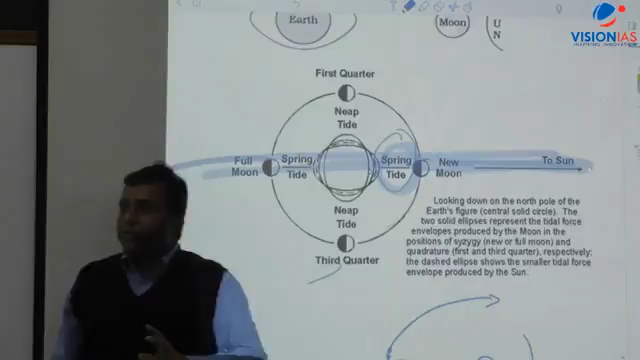 Earth
Moon
U
N
VISIONIAS
INSPIRING INNOVATION
First Quarter
Neap
Tide
Full
Moon
Spring
Tide
Spring
Tide
New
Moon
To Sun
Neap
Tide
Third Quarter
Looking down on the north pole of the
Earth's figure (central solid circle). The
two solid ellipses represent the tidal force
envelopes produced by the Moon in the
positions of syzygy (new or full moon) and
quadrature (first and third quarter), respectively;
the dashed ellipse shows the smaller tidal force
envelope produced by the Sun.